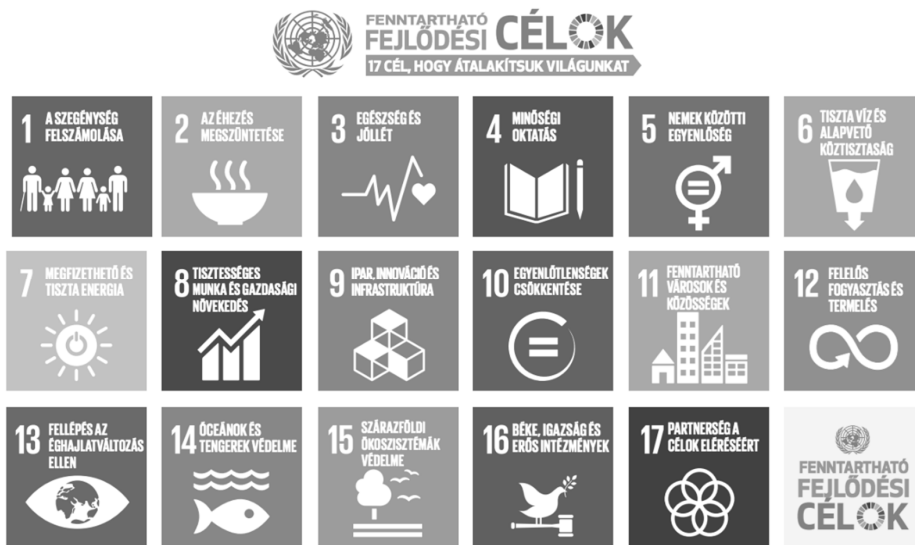 FENNTARTHATÓ
FEJLŐDÉSI CÉLOK
17 CÉL, HOGY ÁTALAKÍTSUK VILÁGUNKAT
1 A SZEGÉNYSÉG
FELSZÁMOLÁSA
2 AZ ÉHEZÉS
MEGSZÜNTETÉSE
3 EGÉSZSÉG ÉS
JÓLLÉT
4 MINŐSÉGI
OKTATÁS
5 NEMEK KÖZÖTTI
EGYENLŐSÉG
6 TISZTA VÍZ ÉS
ALAPVETŐ
KÖZTISZTASÁG
7 MEGFIZETHETŐ ÉS
TISZTA ENERGIA
8 TISZTESSÉGES
MUNKA ÉS GAZDASÁGI
NÖVEKEDÉS
9 IPAR, INNOVÁCIÓ ÉS
INFRASTRUKTÚRA
10 EGYENLŐTLENSÉGEK
CSÖKKENTÉSE
11 FENNTARTHATÓ
VÁROSOK ÉS
KÖZÖSSÉGEK
12 FELELŐS
FOGYASZTÁS ÉS
TERMELÉS
13 FELLÉPÉS AZ
ÉGHAJLATVÁLTOZÁS
ELLEN
14 ÓCEÁNOK ÉS
TENGEREK VÉDELME
15 SZÁRAZFÖLDI
ÖKOSZISZTÉMÁK
VÉDELME
16 BÉKE, IGAZSÁG ÉS
ERŐS INTÉZMÉNYEK
17 PARTNERSÉG A
CÉLOK ELÉRÉSÉÉRT
FENNTARTHATÓ
FEJLŐDÉSI
CÉLOK